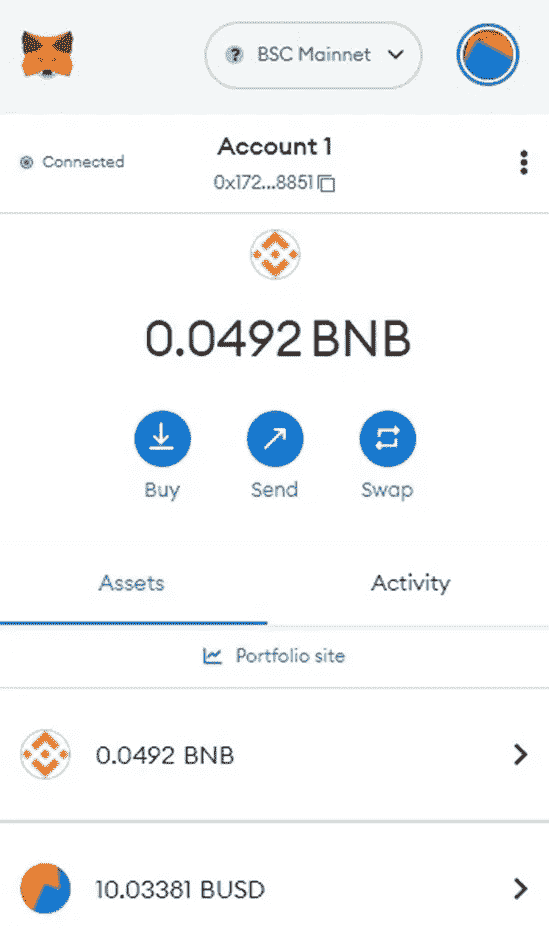 BSC Mainnet
Connected
Account 1
0x172...8851
0.0492 BNB
Buy
Send
Swap
Assets
Activity
Portfolio site
0.0492 BNB
10.03381 BUSD